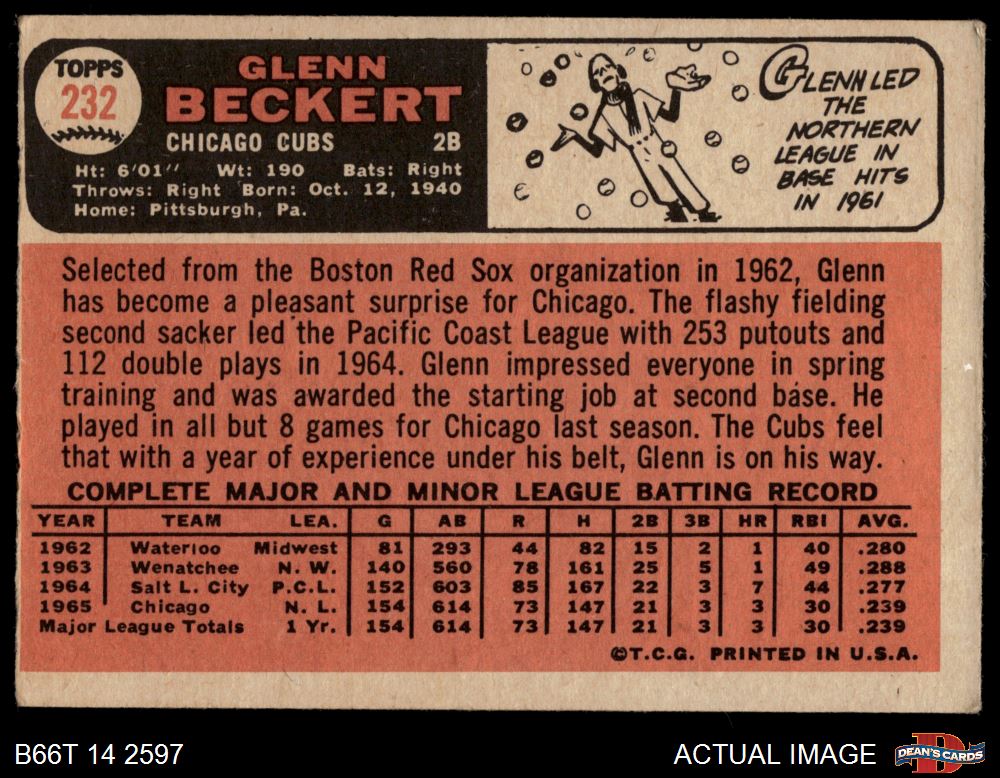 TOPPS
232
GLENN
BECKERT
CHICAGO CUBS 2B
Ht: 6'01" Wt: 190 Bats: Right
Throws: Right Born: Oct. 12, 1940
Home: Pittsburgh, Pa.
GLENN LED
THE
NORTHERN
LEAGUE IN
BASE HITS
IN 1961
Selected from the Boston Red Sox organization in 1962, Glenn
has become a pleasant surprise for Chicago. The flashy fielding
second sacker led the Pacific Coast League with 253 putouts and
112 double plays in 1964. Glenn impressed everyone in spring
training and was awarded the starting job at second base. He
played in all but 8 games for Chicago last season. The Cubs feel
that with a year of experience under his belt, Glenn is on his way.
COMPLETE MAJOR AND MINOR LEAGUE BATTING RECORD
YEAR TEAM LEA. G AB R H 2B 3B HR RBI AVG.
1962 Waterloo Midwest 81 293 44 82 15 2 1 40 .280
1963 Wenatchee N. W. 140 560 78 161 25 5 1 49 .288
1964 Salt L. City P.C.L. 152 603 85 167 22 3 7 44 .277
1965 Chicago N. L. 154 614 73 147 21 3 3 30 .239
Major League Totals 1 Yr. 154 614 73 147 21 3 3 30 .239
©T.C.G. PRINTED IN U.S.A.
B66T 14 2597
ACTUAL IMAGE
DEAN'S CARDS